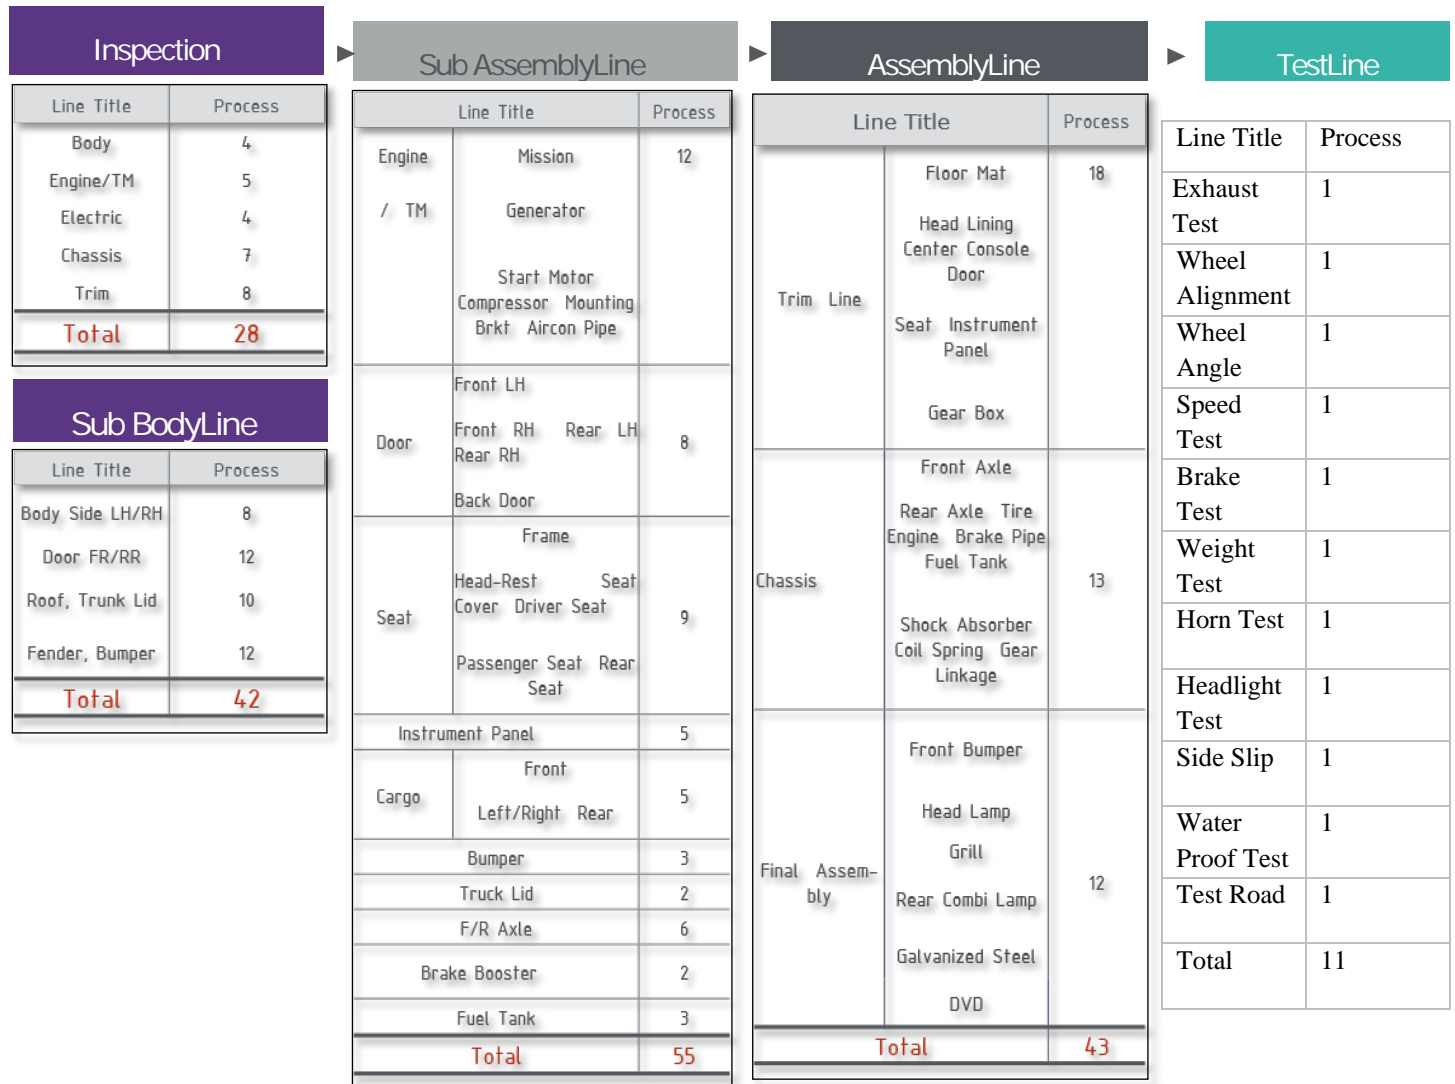 Inspection
Line Title Process
Body 4
Engine/TM 5
Electric 4
Chassis 7
Trim 8
Total 28
Sub BodyLine
Line Title Process
Body Side LH/RH 8
Door FR/RR 12
Roof, Trunk Lid 10
Fender, Bumper 12
Total 42
Sub AssemblyLine
Line Title Process
Engine Mission 12
/ TM Generator
Start Motor
Compressor Mounting
Brkt Aircon Pipe
Front LH
Front RH Rear LH
Door 8
Rear RH
Back Door
Frame
Head-Rest Seat
Cover Driver Seat
Seat 9
Passenger Seat Rear
Seat
Instrument Panel 5
Front
Cargo 5
Left/Right Rear
Bumper 3
Truck Lid 2
F/R Axle 6
Brake Booster 2
Fuel Tank 3
Total 55
AssemblyLine
Line Title Process
Floor Mat 18
Head Lining
Center Console
Door
Trim Line
Seat Instrument
Panel
Gear Box
Front Axle
Rear Axle Tire
Engine Brake Pipe
Fuel Tank
Chassis 13
Shock Absorber
Coil Spring Gear
Linkage
Front Bumper
Head Lamp
Grill
Final Assem-
bly 12
Rear Combi Lamp
Galvanized Steel
DVD
Total 43
TestLine
Line Title Process
Exhaust 1
Test
Wheel 1
Alignment
Wheel 1
Angle
Speed 1
Test
Brake 1
Test
Weight 1
Test
Horn Test 1
Headlight 1
Test
Side Slip 1
Water 1
Proof Test
Test Road 1
Total 11